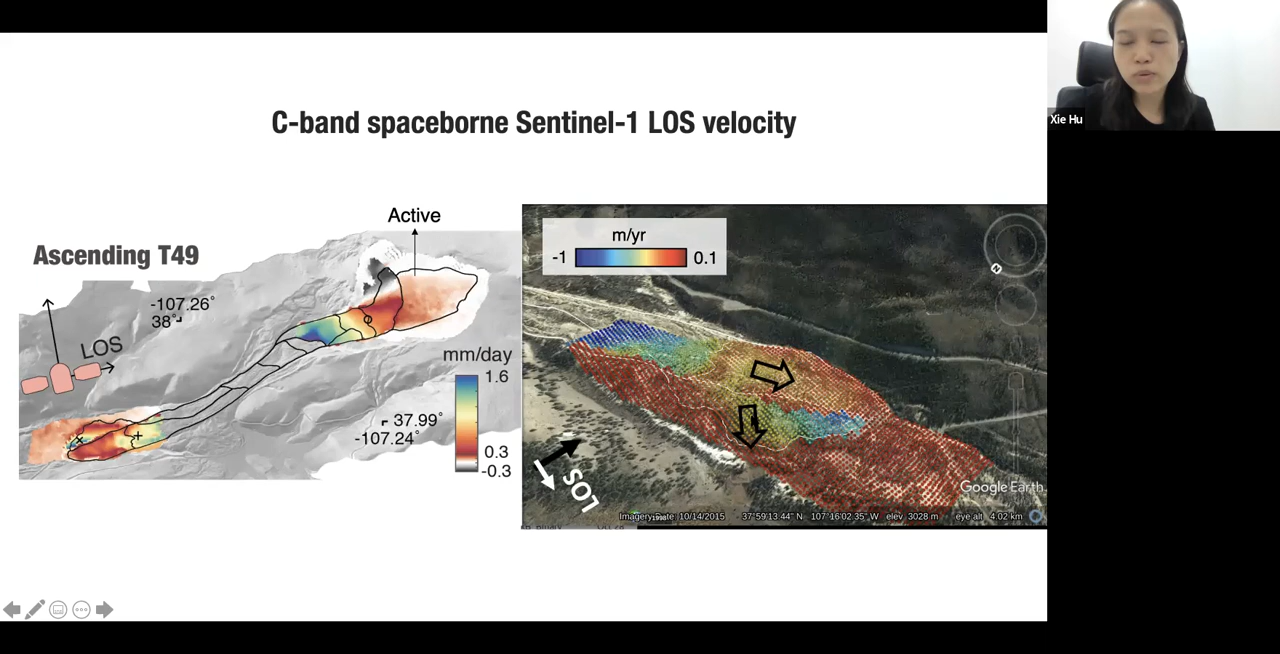 C-band spaceborne Sentinel-1 LOS velocity
Xie Hu
Ascending T49
Active
-107.26°
38°
LOS
mm/day
1.6
0.3
-0.3
37.99°
-107.24°
m/yr
-1
0.1
N
LOS
Google Earth
Imagery Date: 10/14/2015 37°59'13.44" N 107°16'02.35" W elev 3028 m eye alt 4.02 km